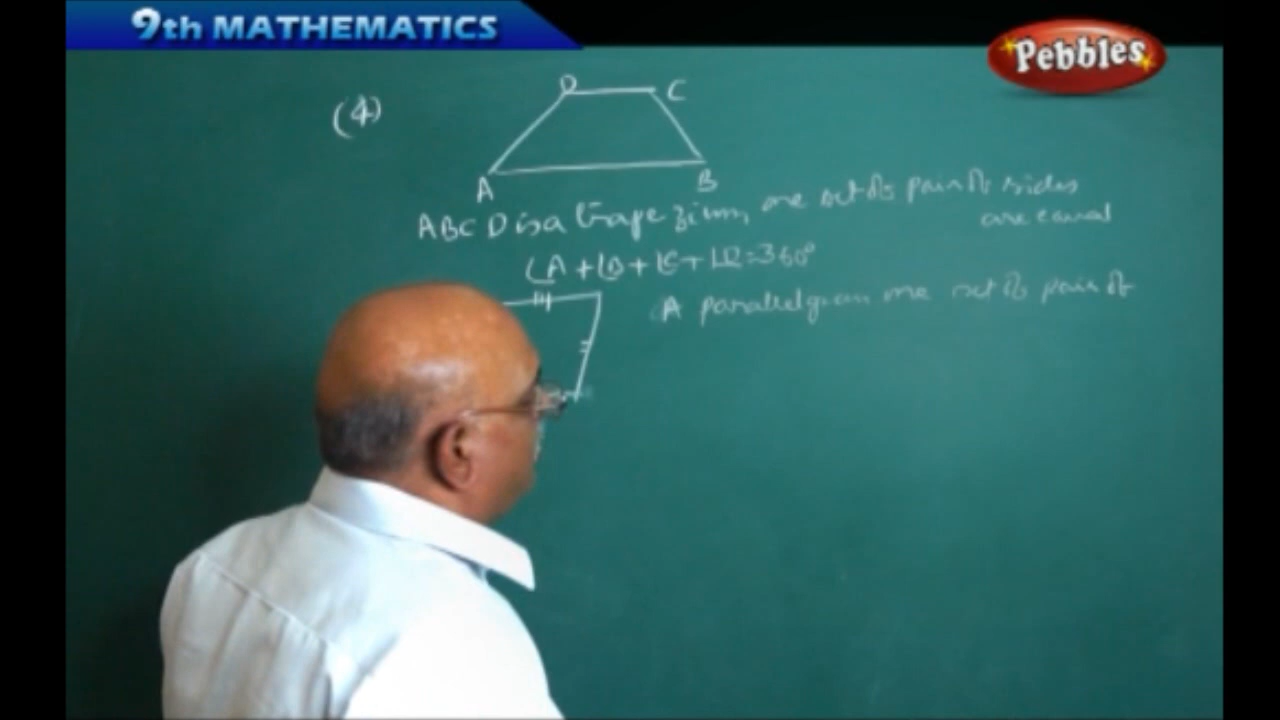 9th MATHEMATICS
Pebbles
(4)
D C
A B
ABCD is a trapezium, one set of pair of sides
are equal
∠A + ∠B + ∠C + ∠D = 360°
A parallelgram one set of pair of